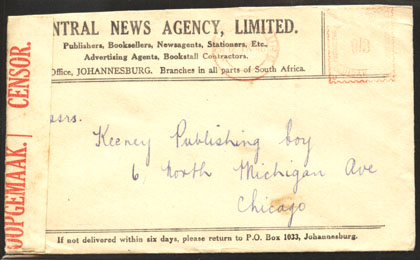 NTRAL NEWS AGENCY, LIMITED.
Publishers, Booksellers, Newsagents, Stationers, Etc.
Advertising Agents, Bookstall Contractors.
Office, JOHANNESBURG. Branches in all parts of South Africa.
OOPGEMAAK. | CENSOR.
ssrs.
Keeney Publishing Coy
6 North Michigan Ave
Chicago
If not delivered within six days, please return to P.O. Box 1033, Johannesburg.